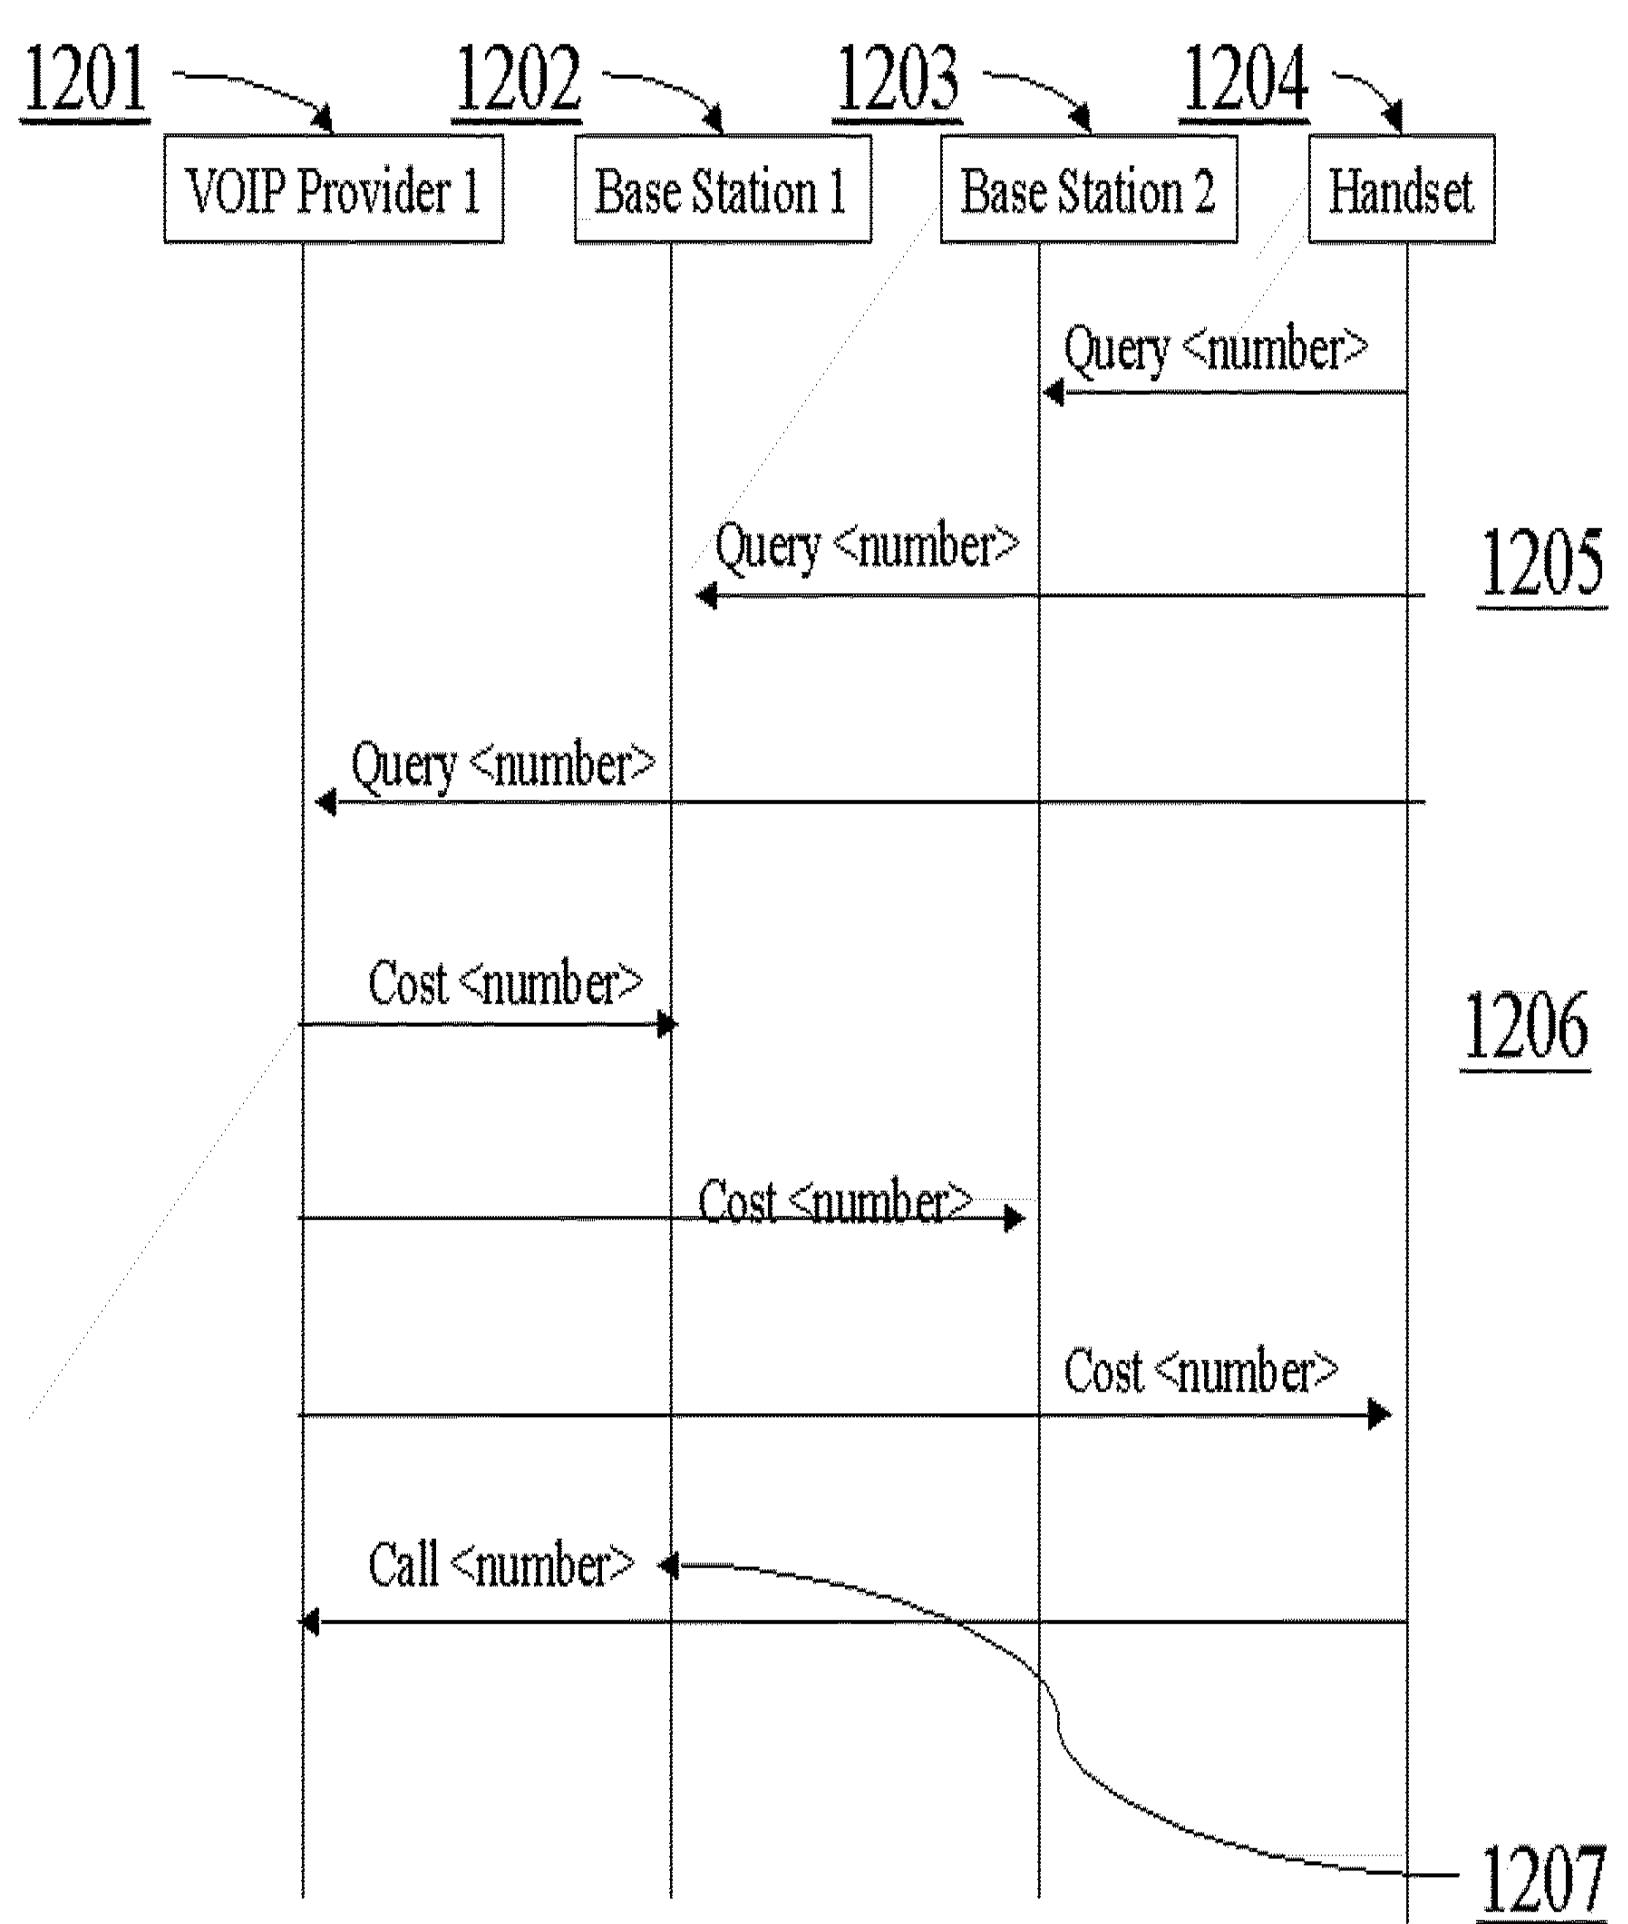 1201 1202 1203 1204
VOIP Provider 1 Base Station 1 Base Station 2 Handset
Query <number>
Query <number>
1205
Query <number>
Cost <number>
1206
Cost <number>
Cost <number>
Call <number>
1207